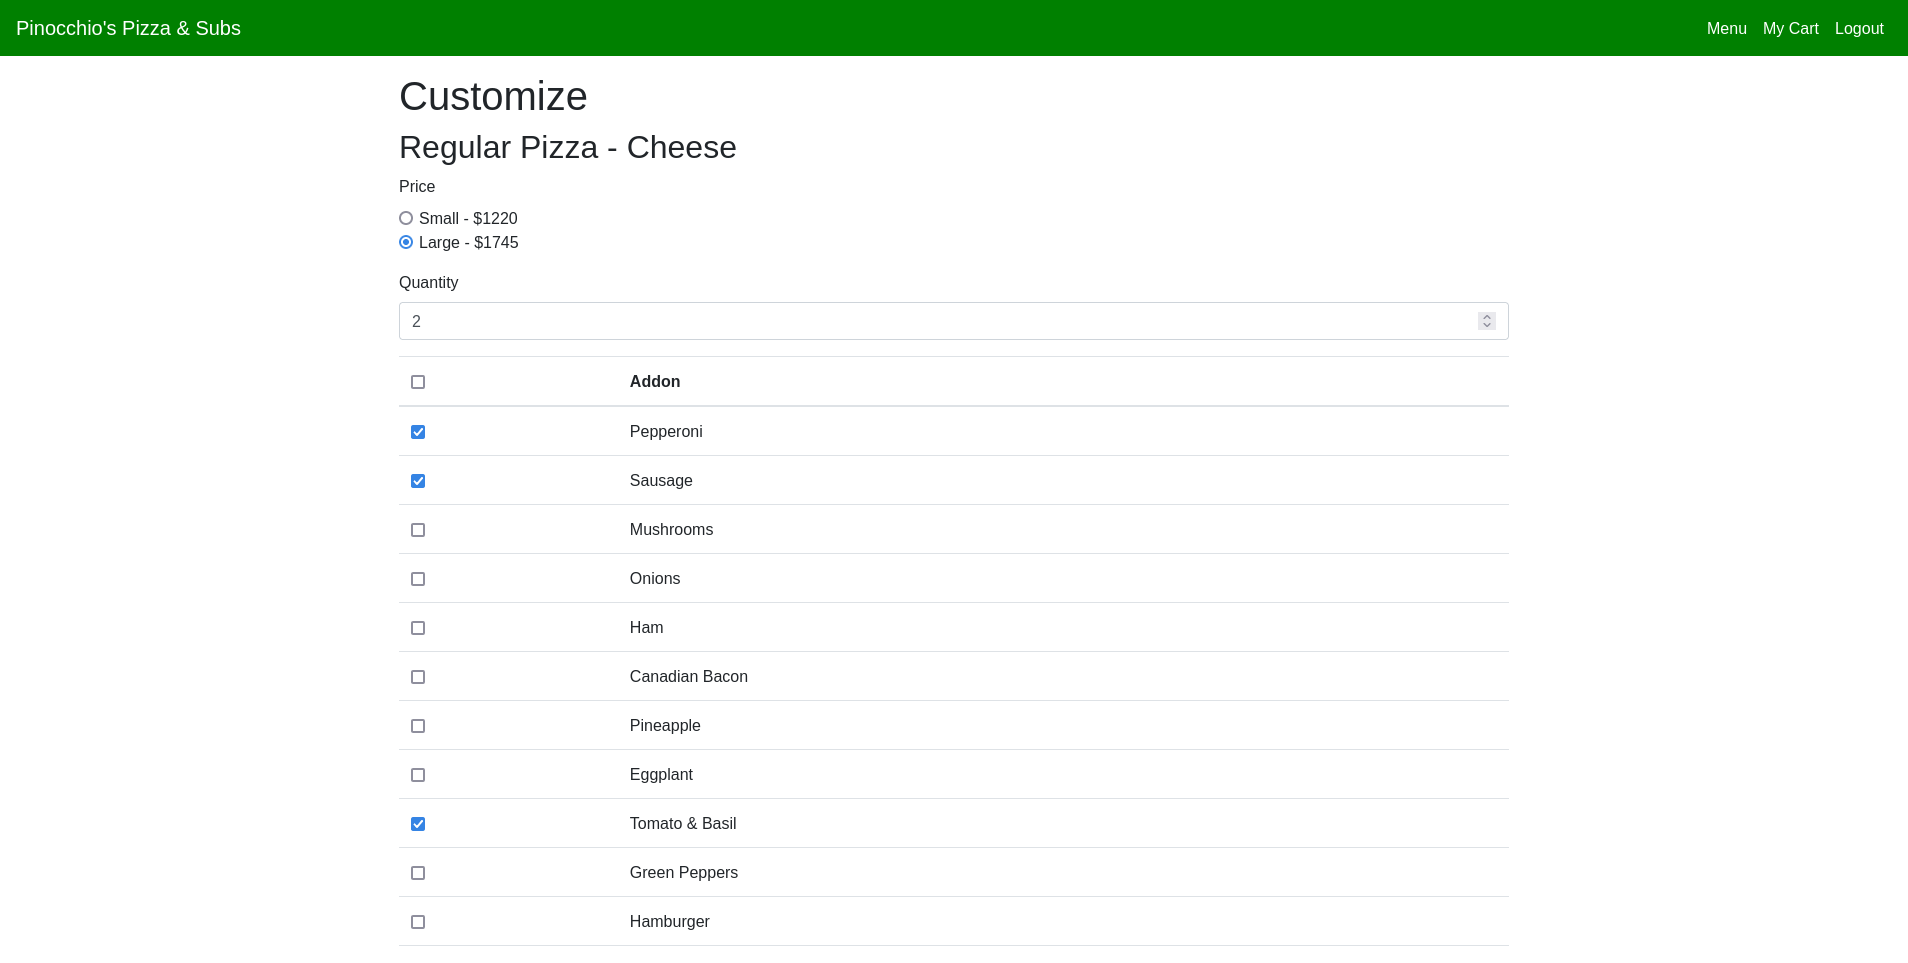 Pinocchio's Pizza & Subs
Menu My Cart Logout
Customize
Regular Pizza - Cheese
Price
Small - $1220
Large - $1745
Quantity
2
Addon
Pepperoni
Sausage
Mushrooms
Onions
Ham
Canadian Bacon
Pineapple
Eggplant
Tomato & Basil
Green Peppers
Hamburger